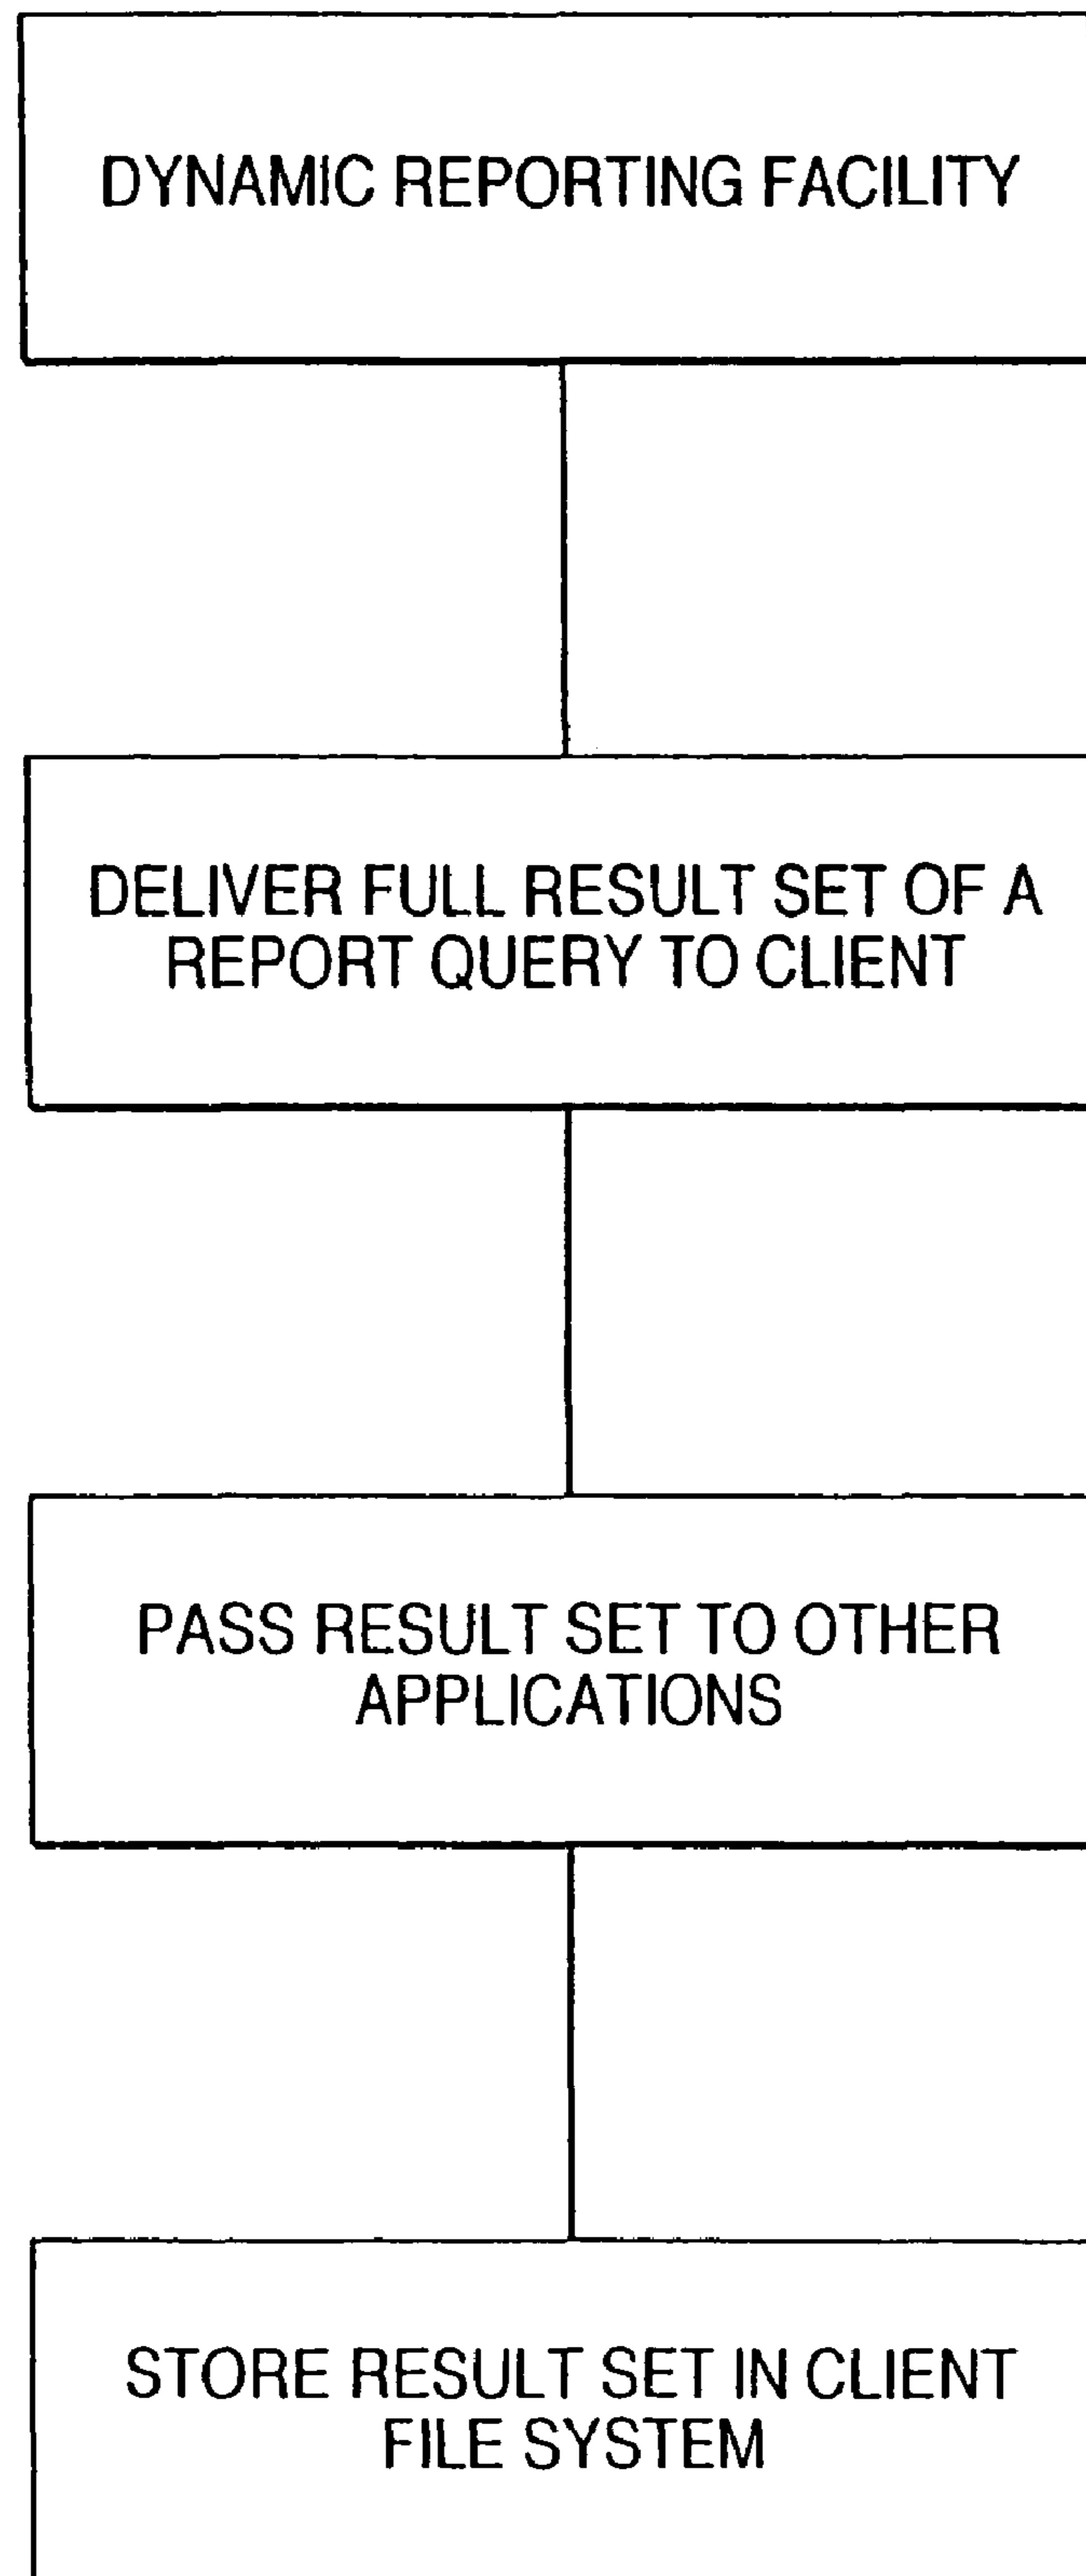 DYNAMIC REPORTING FACILITY
DELIVER FULL RESULT SET OF A
REPORT QUERY TO CLIENT
PASS RESULT SET TO OTHER
APPLICATIONS
STORE RESULT SET IN CLIENT
FILE SYSTEM